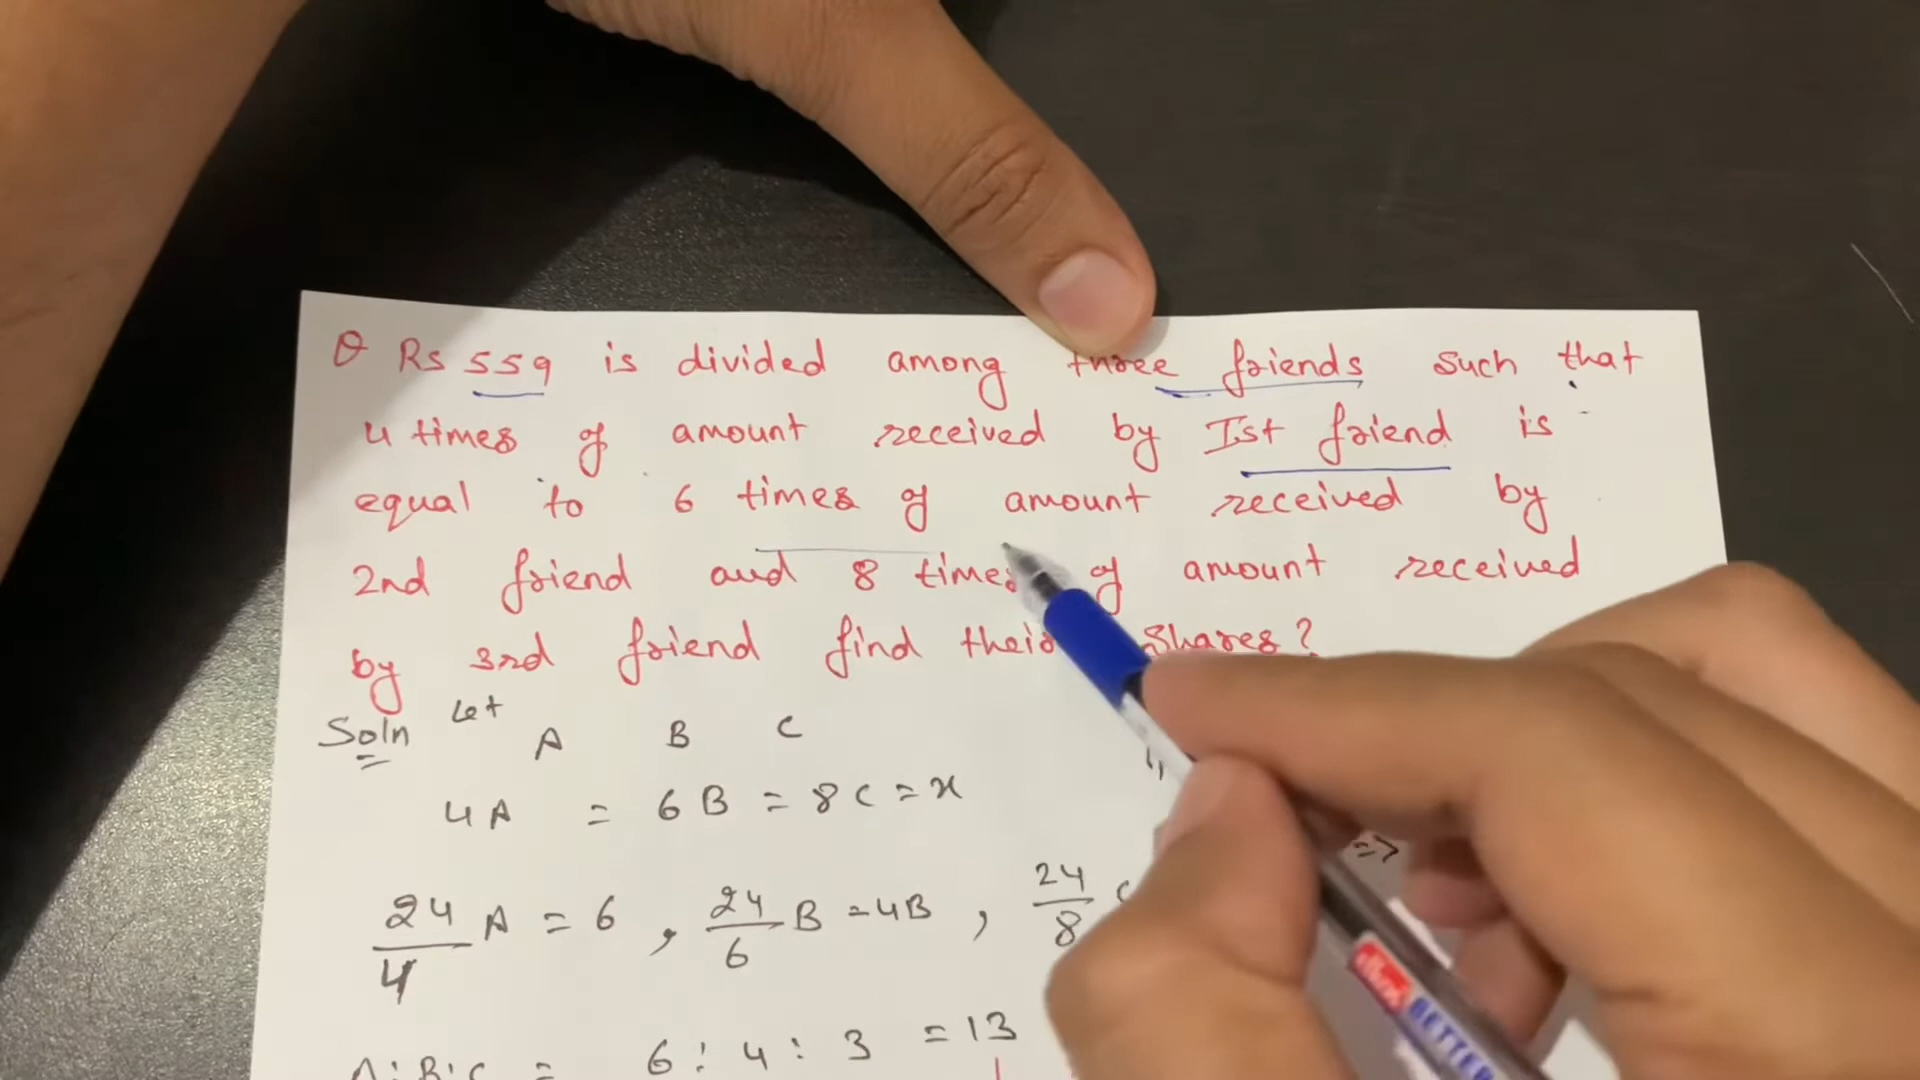 Q Rs 559 is divided among three friends such that
4 times of amount received by Ist friend is
equal to 6 times of amount received by
2nd friend and 8 times of amount received
by 3rd friend find their shares?
Soln Let A B C
4A = 6B = 8C = x
24/4 A = 6 , 24/6 B = 4B , 24/8 C
=>
A : B : C = 6 : 4 : 3 = 13
BETTER